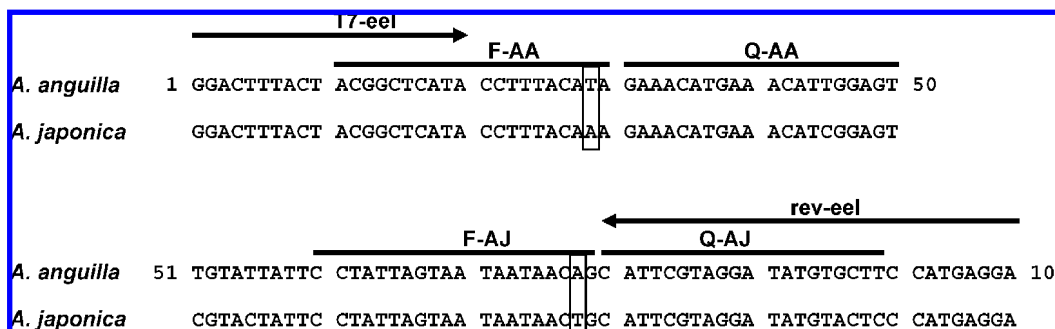 T7-eel
F-AA Q-AA
A. anguilla 1 GGACTTTACT ACGGCTCATA CCTTTACATA GAAACATGAA ACATTGGAGT 50
A. japonica GGACTTTACT ACGGCTCATA CCTTTACAAA GAAACATGAA ACATCGGAGT
rev-eel
F-AJ Q-AJ
A. anguilla 51 TGTATTATTC CTATTAGTAA TAATAACAGC ATTCGTAGGA TATGTGCTTC CATGAGGA 10
A. japonica CGTACTATTC CTATTAGTAA TAATAACTGC ATTCGTAGGA TATGTACTCC CATGAGGA